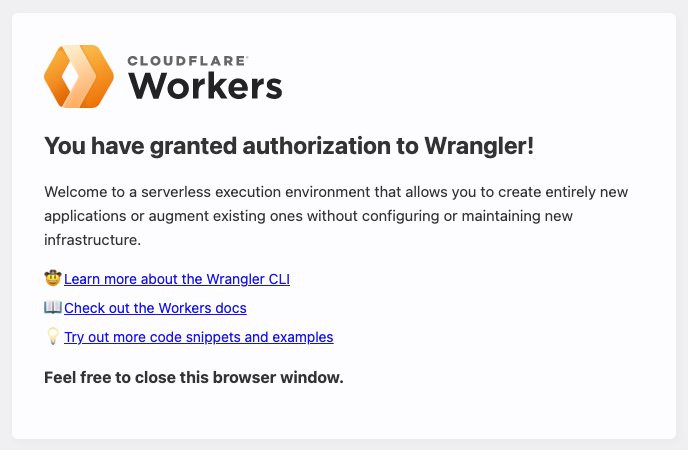 CLOUDFLARE
Workers
You have granted authorization to Wrangler!
Welcome to a serverless execution environment that allows you to create entirely new
applications or augment existing ones without configuring or maintaining new
infrastructure.
🤠 Learn more about the Wrangler CLI
📖 Check out the Workers docs
💡 Try out more code snippets and examples
Feel free to close this browser window.